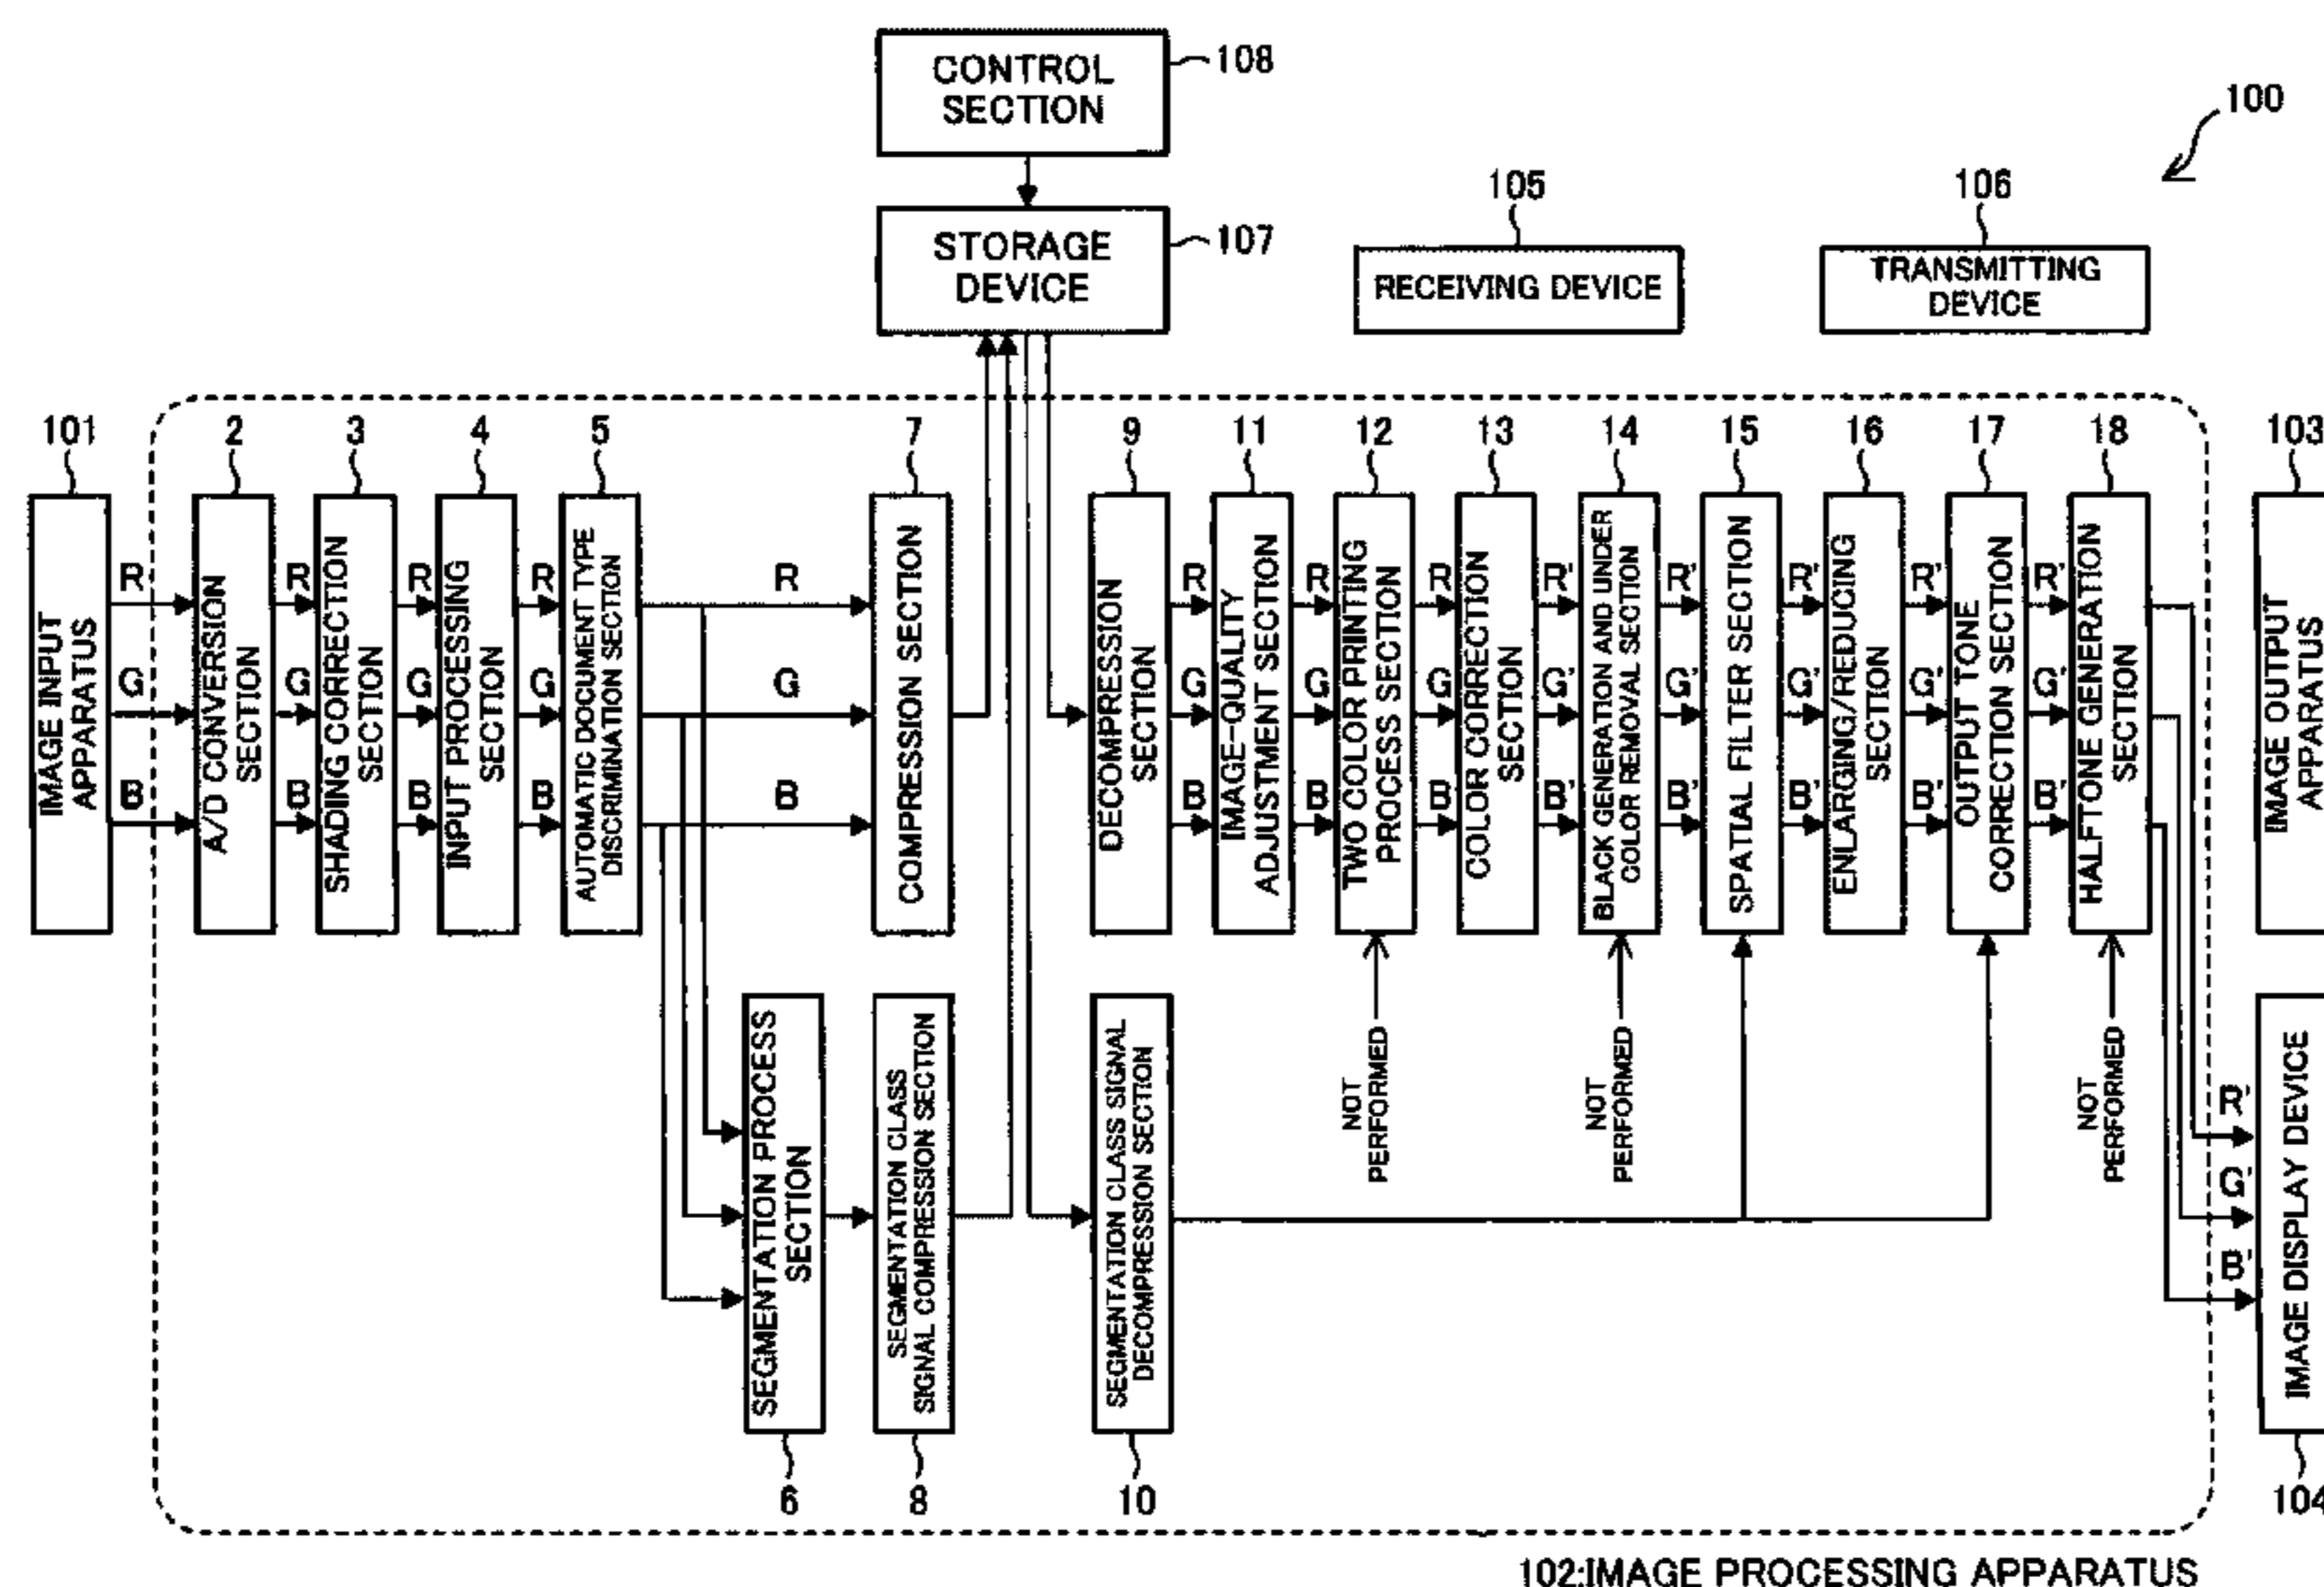 CONTROL
SECTION
108
100
STORAGE
DEVICE
107
105
RECEIVING DEVICE
106
TRANSMITTING
DEVICE
101
2
3
4
5
7
9
11
12
13
14
15
16
17
18
103
IMAGE INPUT
APPARATUS
R
G
B
A/D CONVERSION
SECTION
R
G
B
SHADING CORRECTION
SECTION
R
G
B
INPUT PROCESSING
SECTION
R
G
B
AUTOMATIC DOCUMENT TYPE
DISCRIMINATION SECTION
R
G
B
COMPRESSION SECTION
DECOMPRESSION
SECTION
R
G
B
IMAGE-QUALITY
ADJUSTMENT SECTION
R
G
B
TWO COLOR PRINTING
PROCESS SECTION
R
G
B
COLOR CORRECTION
SECTION
R'
G'
B'
BLACK GENERATION AND UNDER
COLOR REMOVAL SECTION
R'
G'
B'
SPATIAL FILTER SECTION
R'
G'
B'
ENLARGING/REDUCING
SECTION
R'
G'
B'
OUTPUT TONE
CORRECTION SECTION
R'
G'
B'
HALFTONE GENERATION
SECTION
IMAGE OUTPUT
APPARATUS
SEGMENTATION PROCESS
SECTION
SEGMENTATION CLASS
SIGNAL COMPRESSION SECTION
SEGMENTATION CLASS SIGNAL
DECOMPRESSION SECTION
NOT
PERFORMED
NOT
PERFORMED
NOT
PERFORMED
R'
G'
B'
IMAGE DISPLAY DEVICE
6
8
10
104
102:IMAGE PROCESSING APPARATUS